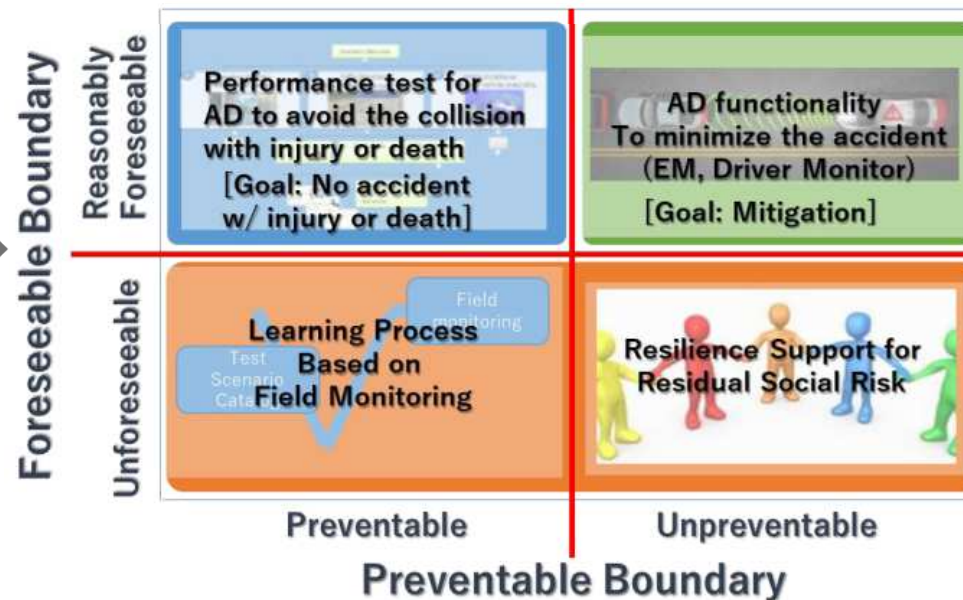 Foreseeable Boundary
Reasonably
Foreseeable
Unforeseeable
Performance test for
AD to avoid the collision
with injury or death
[Goal: No accident
w/ injury or death]
AD functionality
To minimize the accident
(EM, Driver Monitor)
[Goal: Mitigation]
Field
monitoring
Test
Scenario
Catalog
Learning Process
Based on
Field Monitoring
Resilience Support for
Residual Social Risk
Preventable
Unpreventable
Preventable Boundary